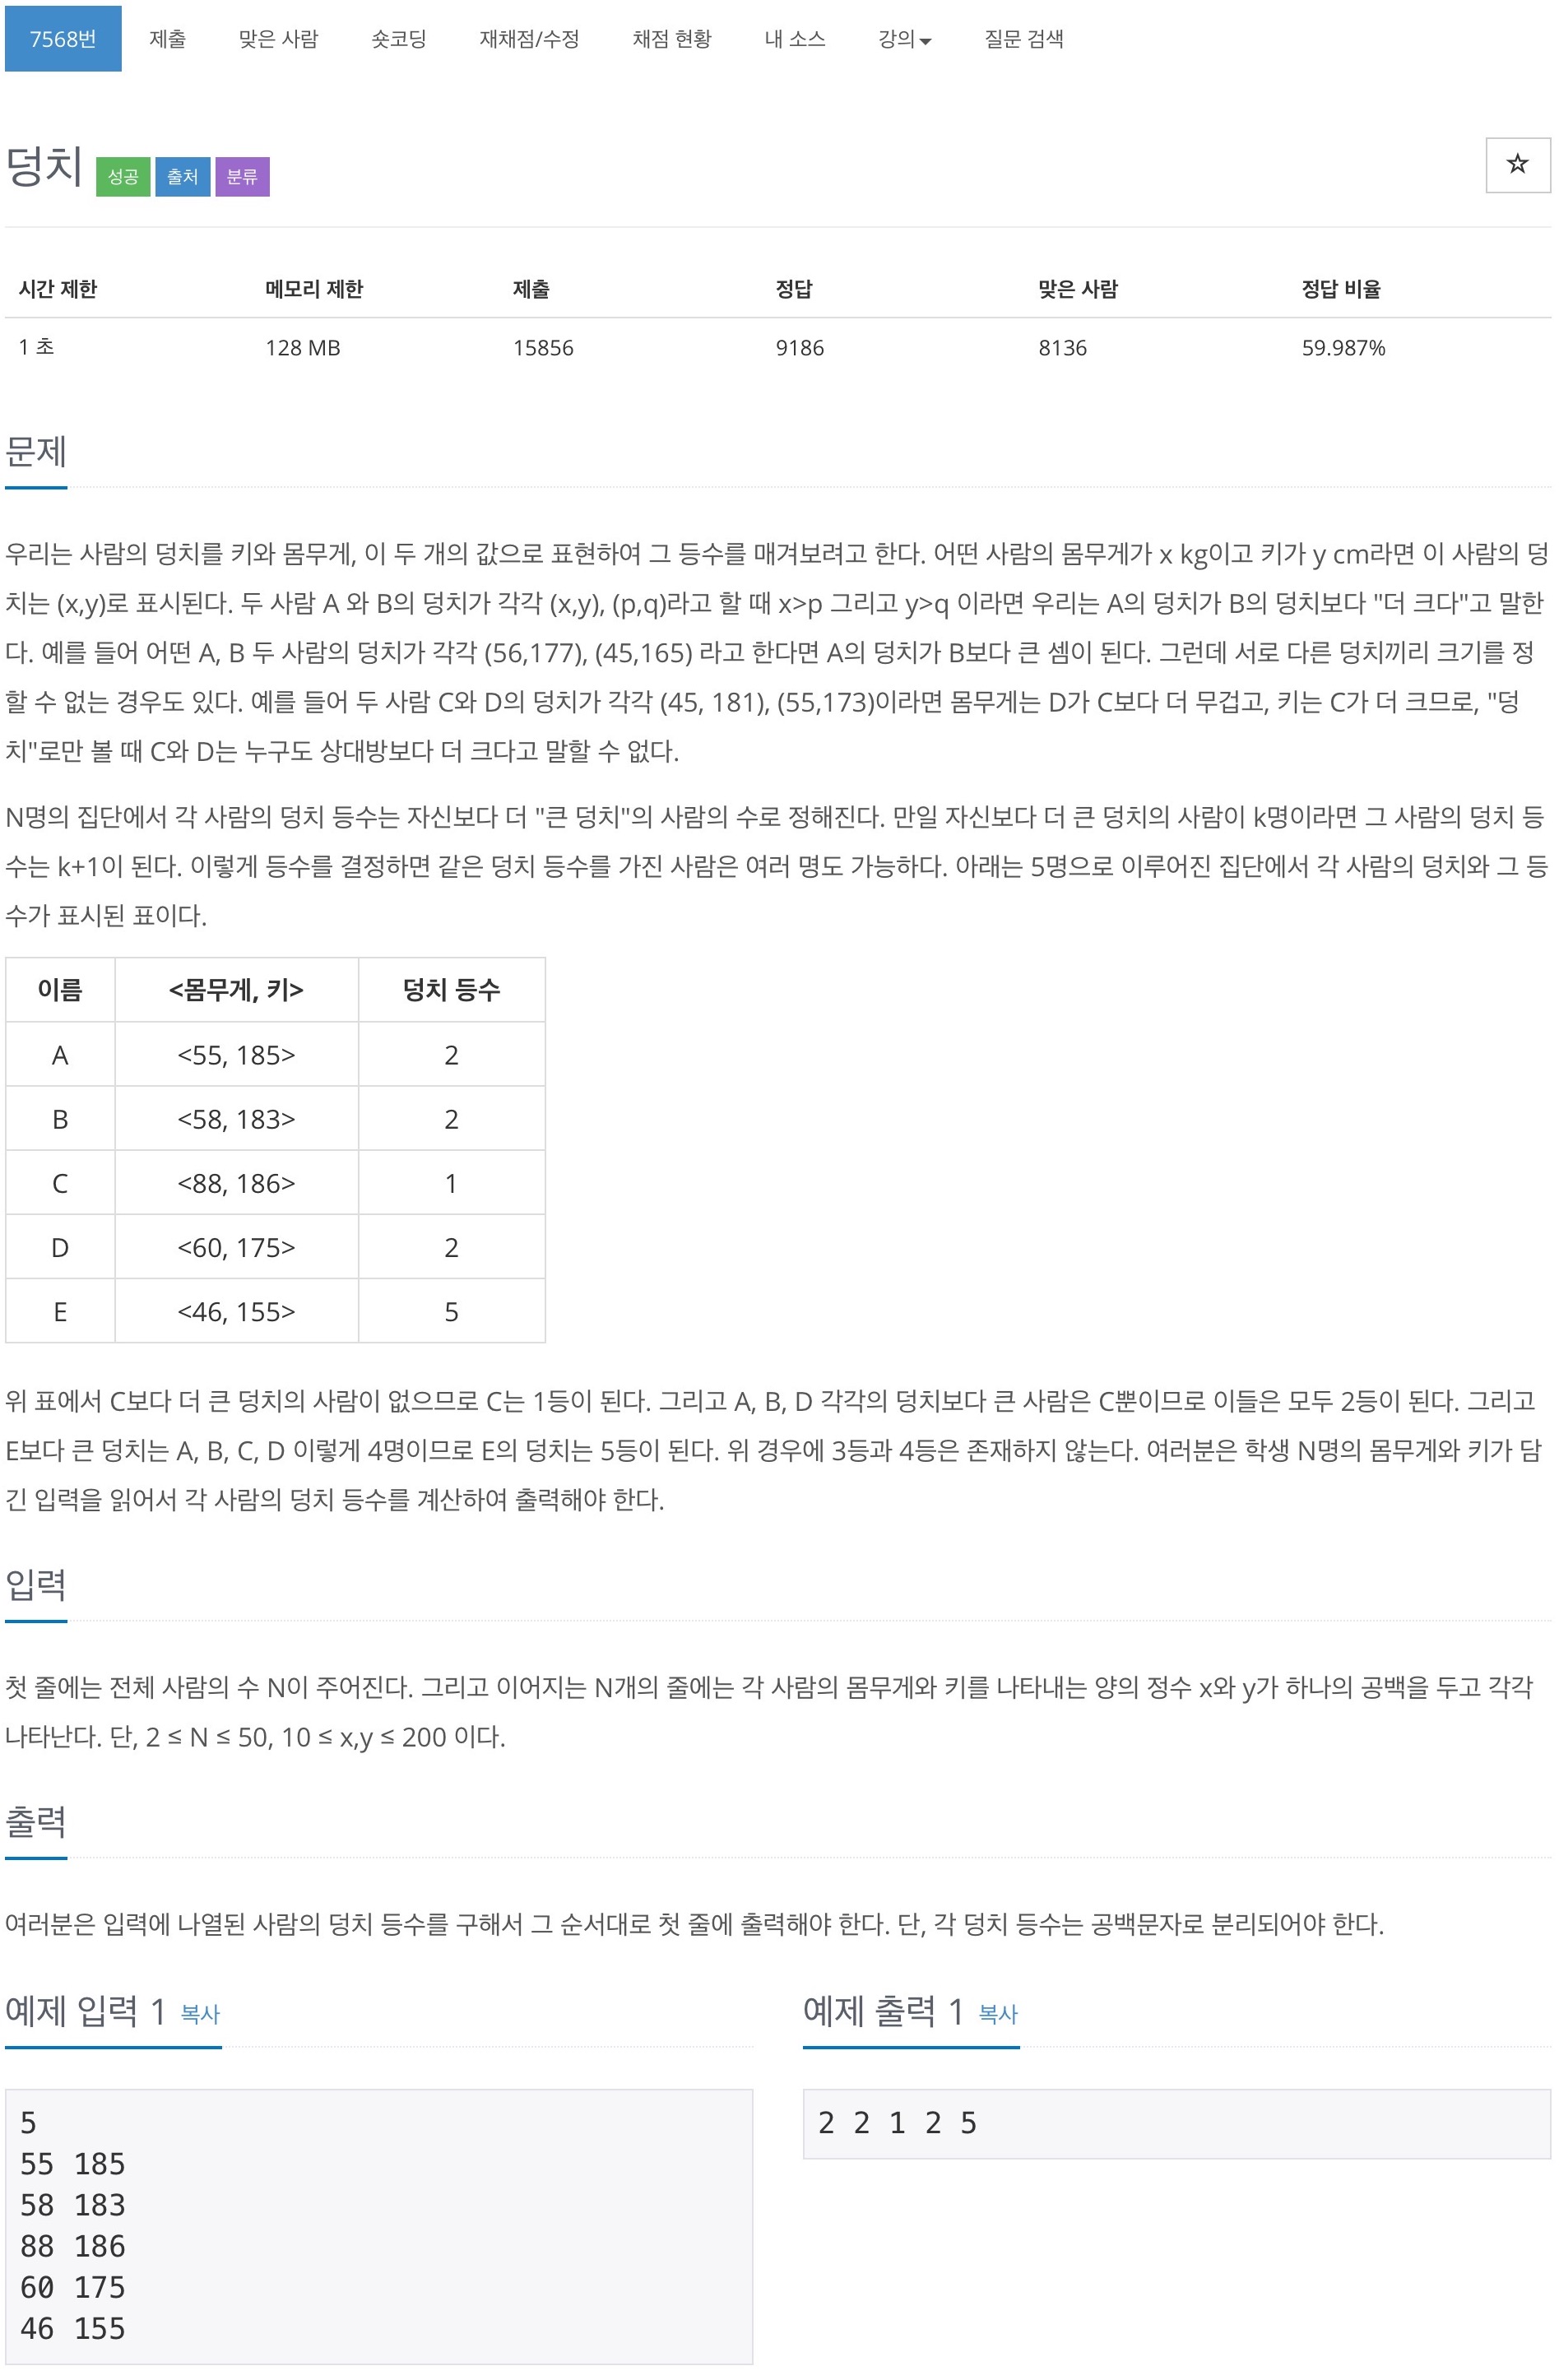 7568번 제출 맞은 사람 숏코딩 재채점/수정 채점 현황 내 소스 강의 질문 검색
덩치 성공 출처 분류
시간 제한 메모리 제한 제출 정답 맞은 사람 정답 비율
1 초 128 MB 15856 9186 8136 59.987%
문제
우리는 사람의 덩치를 키와 몸무게, 이 두 개의 값으로 표현하여 그 등수를 매겨보려고 한다. 어떤 사람의 몸무게가 x kg이고 키가 y cm라면 이 사람의 덩
치는 (x,y)로 표시된다. 두 사람 A 와 B의 덩치가 각각 (x,y), (p,q)라고 할 때 x>p 그리고 y>q 이라면 우리는 A의 덩치가 B의 덩치보다 "더 크다"고 말한
다. 예를 들어 어떤 A, B 두 사람의 덩치가 각각 (56,177), (45,165) 라고 한다면 A의 덩치가 B보다 큰 셈이 된다. 그런데 서로 다른 덩치끼리 크기를 정
할 수 없는 경우도 있다. 예를 들어 두 사람 C와 D의 덩치가 각각 (45, 181), (55,173)이라면 몸무게는 D가 C보다 더 무겁고, 키는 C가 더 크므로, "덩
치"로만 볼 때 C와 D는 누구도 상대방보다 더 크다고 말할 수 없다.
N명의 집단에서 각 사람의 덩치 등수는 자신보다 더 "큰 덩치"의 사람의 수로 정해진다. 만일 자신보다 더 큰 덩치의 사람이 k명이라면 그 사람의 덩치 등
수는 k+1이 된다. 이렇게 등수를 결정하면 같은 덩치 등수를 가진 사람은 여러 명도 가능하다. 아래는 5명으로 이루어진 집단에서 각 사람의 덩치와 그 등
수가 표시된 표이다.
이름 <몸무게, 키> 덩치 등수
A <55, 185> 2
B <58, 183> 2
C <88, 186> 1
D <60, 175> 2
E <46, 155> 5
위 표에서 C보다 더 큰 덩치의 사람이 없으므로 C는 1등이 된다. 그리고 A, B, D 각각의 덩치보다 큰 사람은 C뿐이므로 이들은 모두 2등이 된다. 그리고
E보다 큰 덩치는 A, B, C, D 이렇게 4명이므로 E의 덩치는 5등이 된다. 위 경우에 3등과 4등은 존재하지 않는다. 여러분은 학생 N명의 몸무게와 키가 담
긴 입력을 읽어서 각 사람의 덩치 등수를 계산하여 출력해야 한다.
입력
첫 줄에는 전체 사람의 수 N이 주어진다. 그리고 이어지는 N개의 줄에는 각 사람의 몸무게와 키를 나타내는 양의 정수 x와 y가 하나의 공백을 두고 각각
나타난다. 단, 2 ≤ N ≤ 50, 10 ≤ x,y ≤ 200 이다.
출력
여러분은 입력에 나열된 사람의 덩치 등수를 구해서 그 순서대로 첫 줄에 출력해야 한다. 단, 각 덩치 등수는 공백문자로 분리되어야 한다.
예제 입력 1 복사
5
55 185
58 183
88 186
60 175
46 155
예제 출력 1 복사
2 2 1 2 5